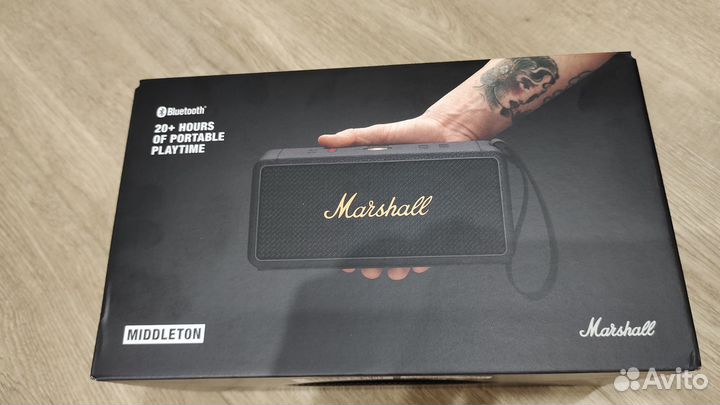 Bluetooth
20+ HOURS
OF PORTABLE
PLAYTIME
Marshall
MIDDLETON
Marshall
Avito